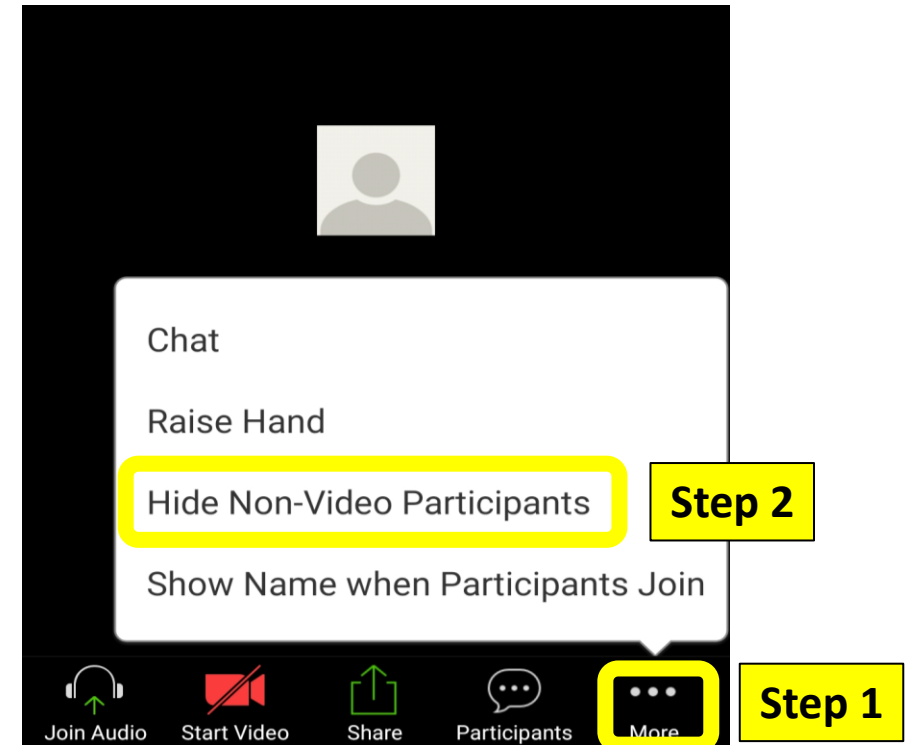 Chat
Raise Hand
Hide Non-Video Participants
Step 2
Show Name when Participants Join
Join Audio
Start Video
Share
Participants
More
Step 1